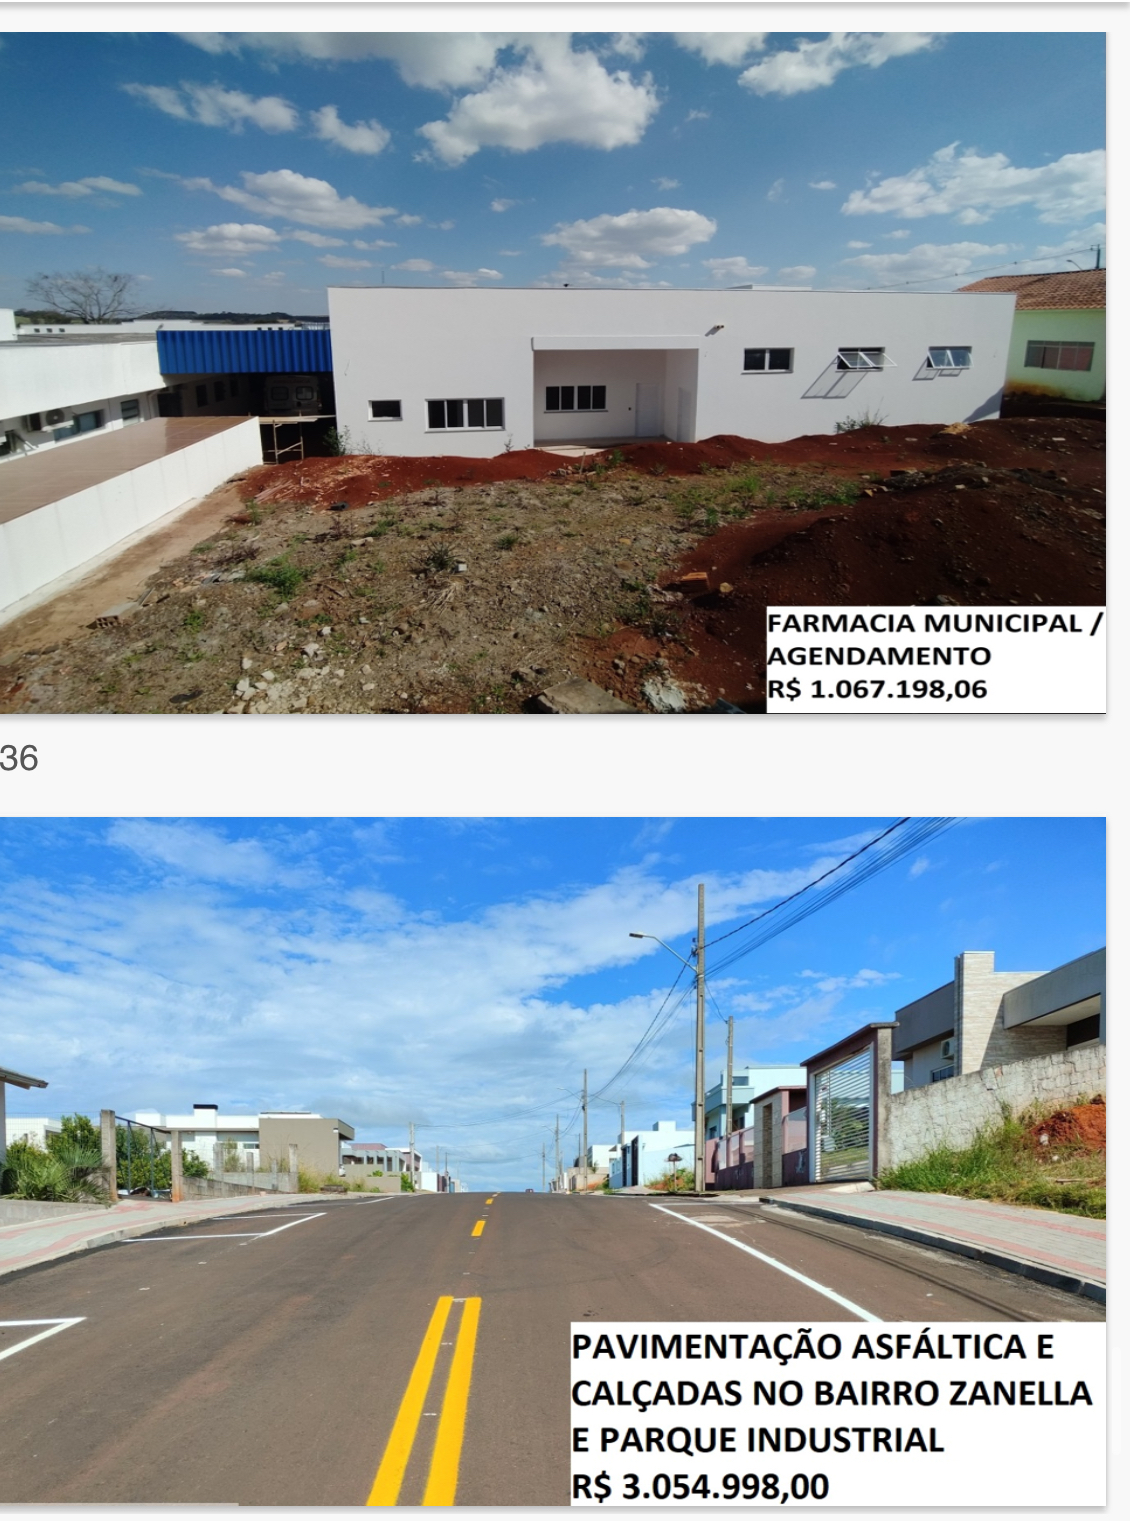 FARMACIA MUNICIPAL /
AGENDAMENTO
R$ 1.067.198,06
36
PAVIMENTAÇÃO ASFÁLTICA E
CALÇADAS NO BAIRRO ZANELLA
E PARQUE INDUSTRIAL
R$ 3.054.998,00